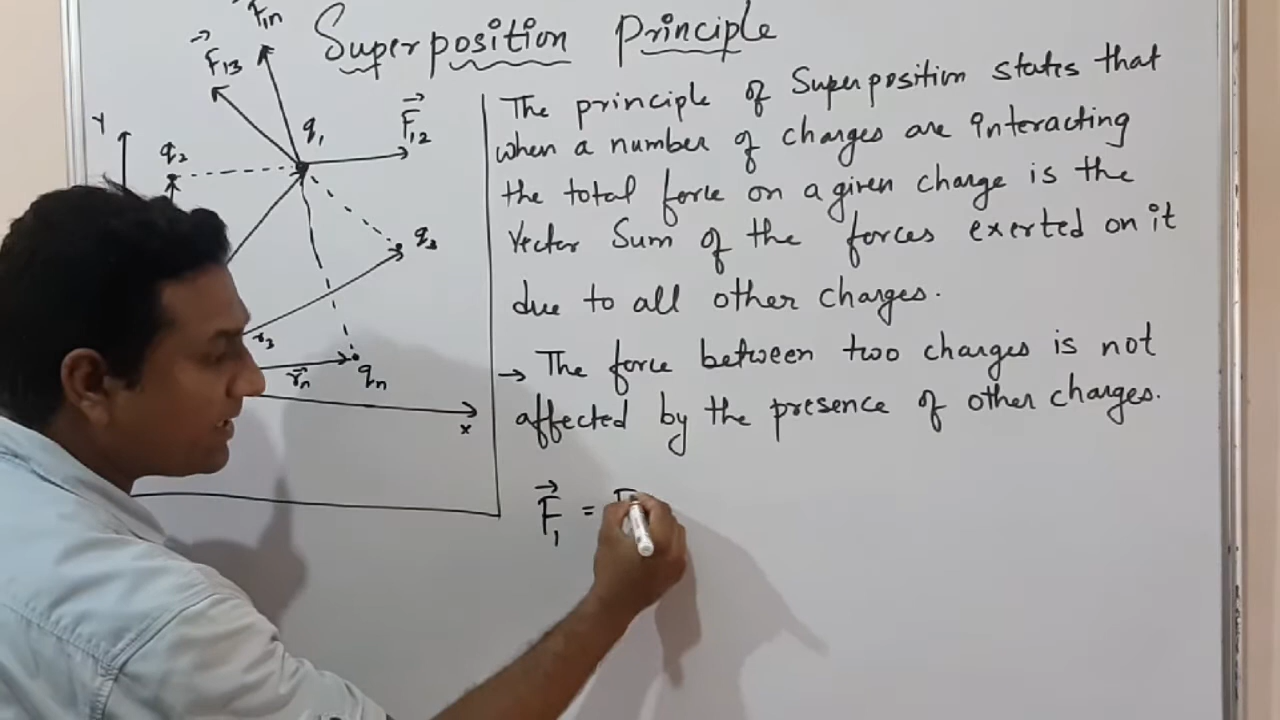 Superposition Principle
F₁ₙ
F₁₃
F₁₂
Y
q₁
q₂
q₃
r₃
rₙ
qₙ
x
The principle of Superposition states that
when a number of charges are interacting
the total force on a given charge is the
Vector Sum of the forces exerted on it
due to all other charges.
→ The force between two charges is not
affected by the presence of other charges.
F₁ = F